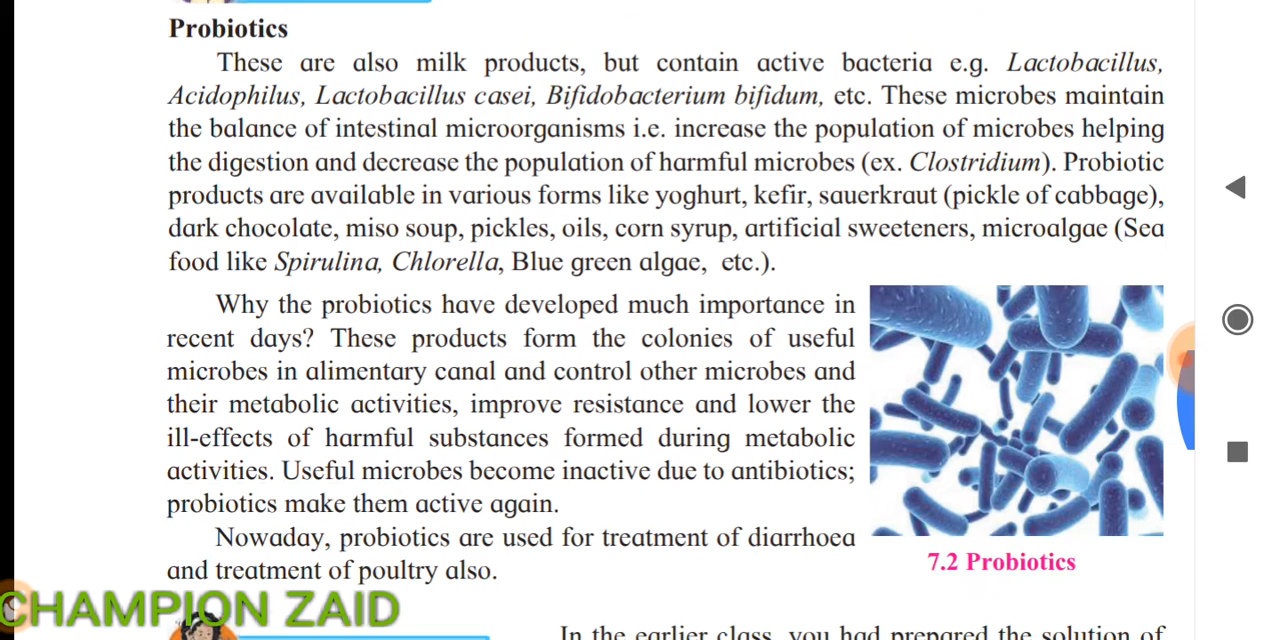 Probiotics
These are also milk products, but contain active bacteria e.g. Lactobacillus,
Acidophilus, Lactobacillus casei, Bifidobacterium bifidum, etc. These microbes maintain
the balance of intestinal microorganisms i.e. increase the population of microbes helping
the digestion and decrease the population of harmful microbes (ex. Clostridium). Probiotic
products are available in various forms like yoghurt, kefir, sauerkraut (pickle of cabbage),
dark chocolate, miso soup, pickles, oils, corn syrup, artificial sweeteners, microalgae (Sea
food like Spirulina, Chlorella, Blue green algae, etc.).
Why the probiotics have developed much importance in
recent days? These products form the colonies of useful
microbes in alimentary canal and control other microbes and
their metabolic activities, improve resistance and lower the
ill-effects of harmful substances formed during metabolic
activities. Useful microbes become inactive due to antibiotics;
probiotics make them active again.
Nowaday, probiotics are used for treatment of diarrhoea
and treatment of poultry also.
7.2 Probiotics
CHAMPION ZAID
In the earlier class, you had prepared the solution of